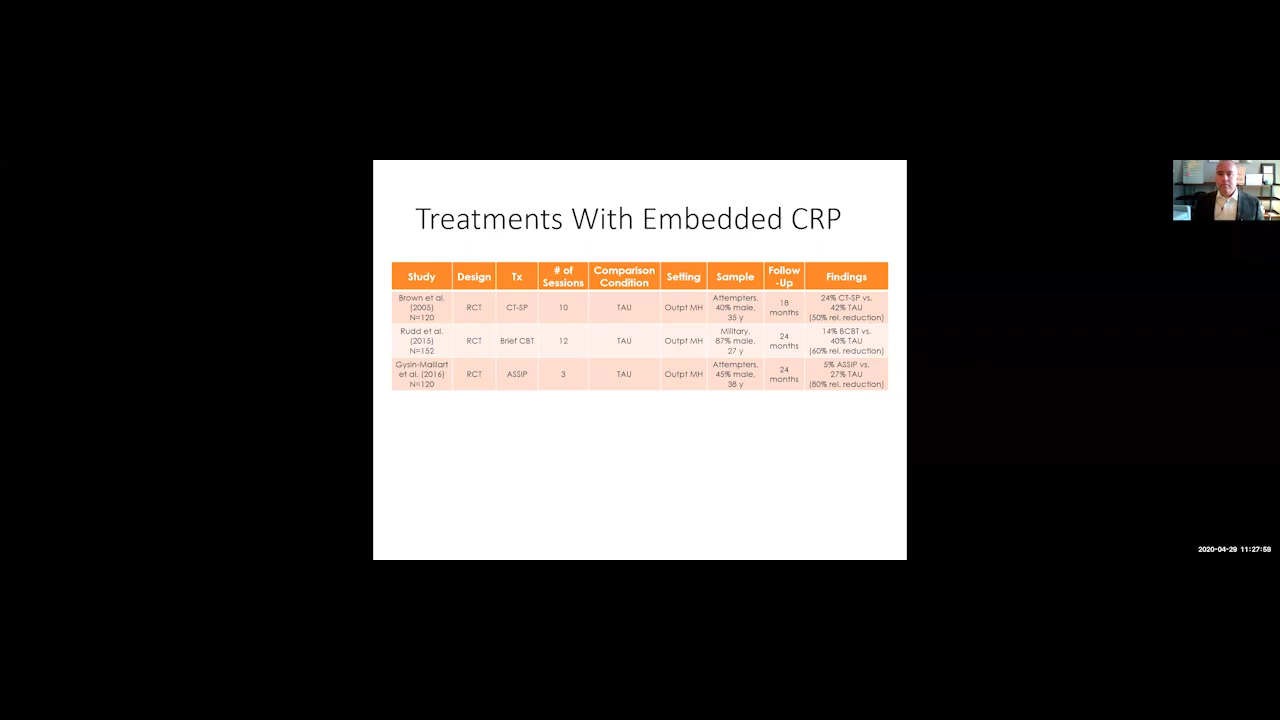 Treatments With Embedded CRP
Study Design Tx # of Sessions Comparison Condition Setting Sample Follow-Up Findings
Brown et al. (2005) N=120 RCT CT-SP 10 TAU Outpt MH Attempters, 40% male, 35 y 18 months 24% CT-SP vs. 42% TAU (50% rel. reduction)
Rudd et al. (2015) N=152 RCT Brief CBT 12 TAU Outpt MH Military, 87% male, 27 y 24 months 14% BCBT vs. 40% TAU (60% rel. reduction)
Gysin-Maillart et al. (2016) N=120 RCT ASSIP 3 TAU Outpt MH Attempters, 45% male, 38 y 24 months 5% ASSIP vs. 27% TAU (80% rel. reduction)
2020-04-29 11:27:59